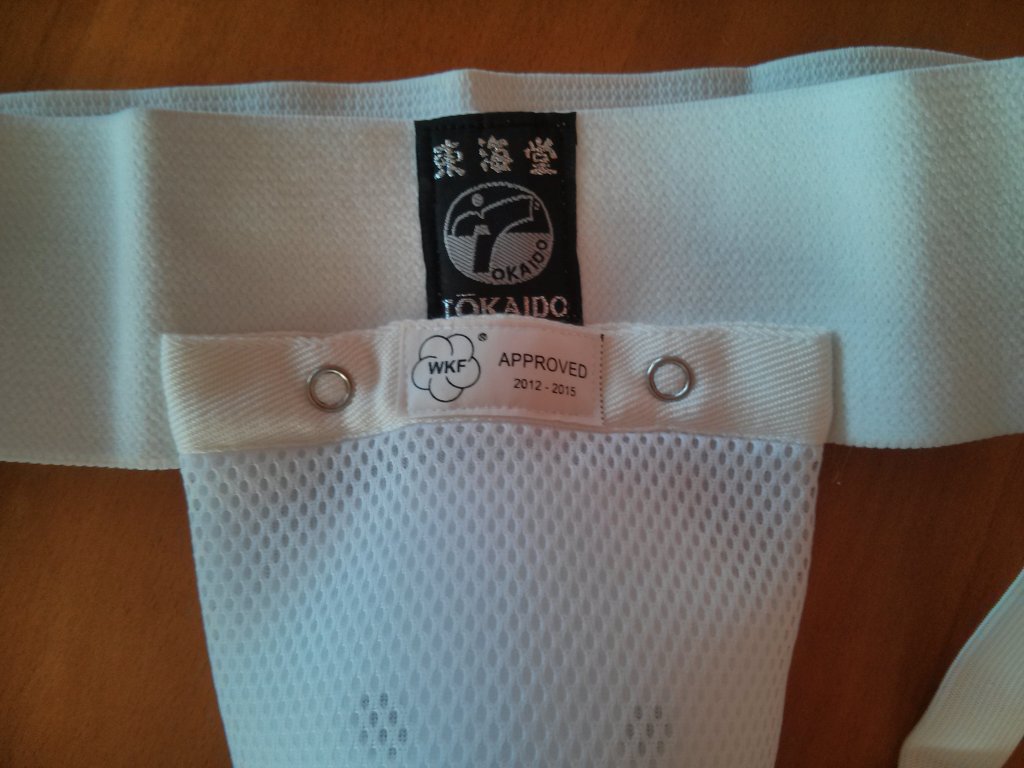 東海堂
TOKAIDO
TŌKAIDO
WKF ®
APPROVED
2012 - 2015